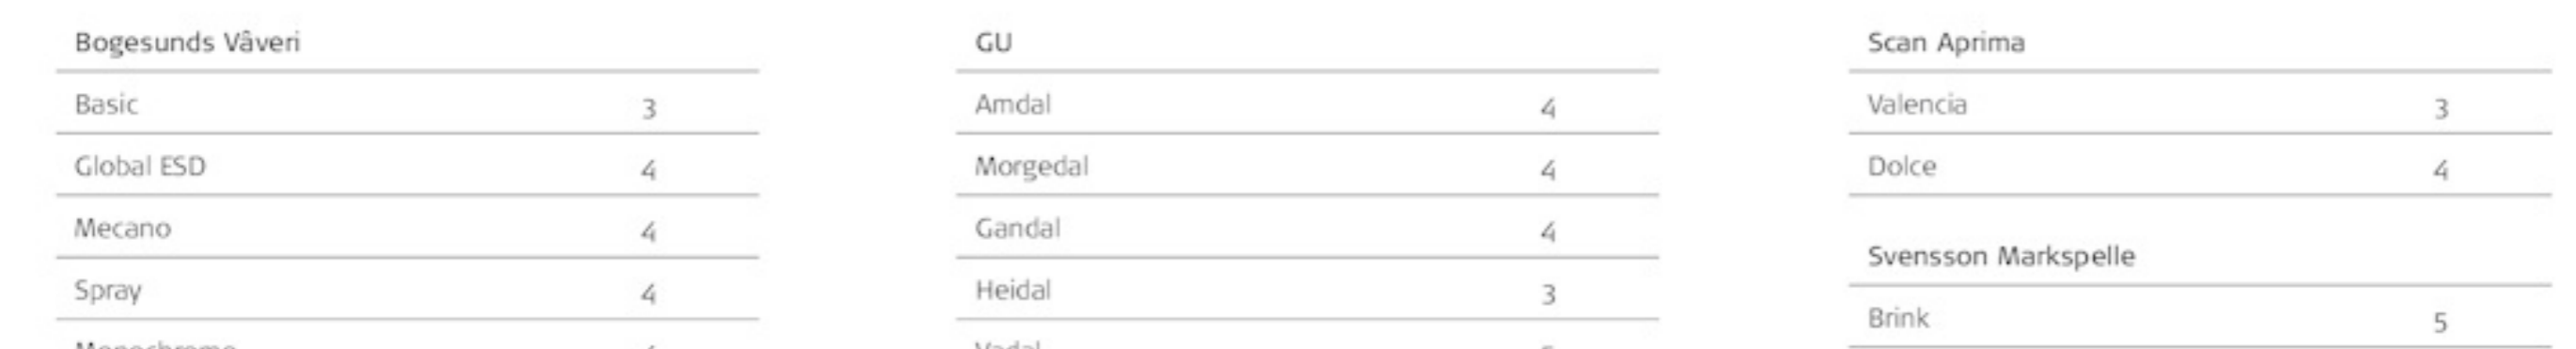 Bogesunds Vâveri
Basic 3
Global ESD 4
Mecano 4
Spray 4
GU
Amdal 4
Morgedal 4
Gandal 4
Heidal 3
Scan Aprima
Valencia 3
Dolce 4
Svensson Markspelle
Brink 5